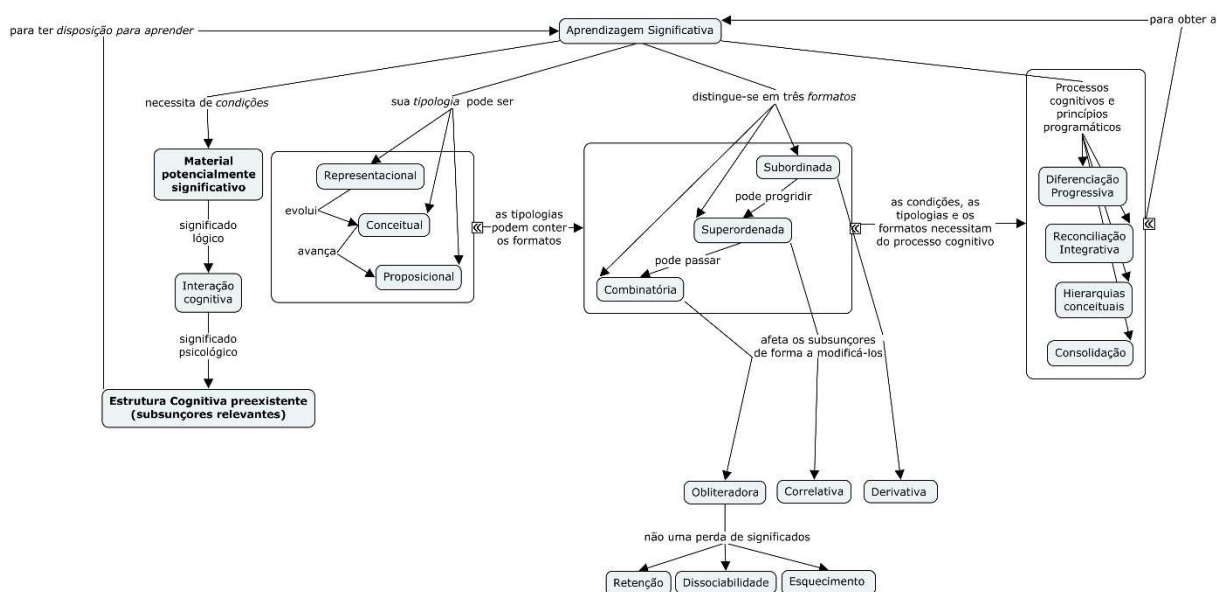 para ter disposição para aprender
Aprendizagem Significativa
para obter a
necessita de condições
sua tipologia pode ser
distingue-se em três formatos
Processos
cognitivos e
princípios
programáticos
Material
potencialmente
significativo
significado
lógico
Interação
cognitiva
significado
psicológico
Estrutura Cognitiva preexistente
(subsunçores relevantes)
Representacional
evolui
Conceitual
avança
Proposicional
as tipologias
podem conter
os formatos
Subordinada
pode progridir
Superordenada
pode passar
Combinatória
as condições, as
tipologias e os
formatos necessitam
do processo cognitivo
Diferenciação
Progressiva
Reconciliação
Integrativa
Hierarquias
conceituais
Consolidação
afeta os subsunçores
de forma a modificá-los
Obliteradora
Correlativa
Derivativa
não uma perda de significados
Retenção
Dissociabilidade
Esquecimento